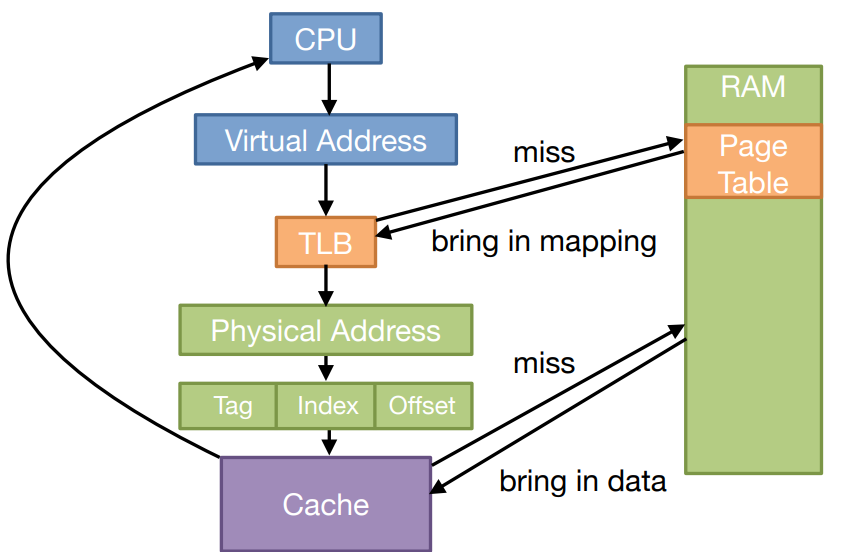 CPU
RAM
Virtual Address
miss
Page
Table
TLB
bring in mapping
Physical Address
miss
Tag Index Offset
bring in data
Cache